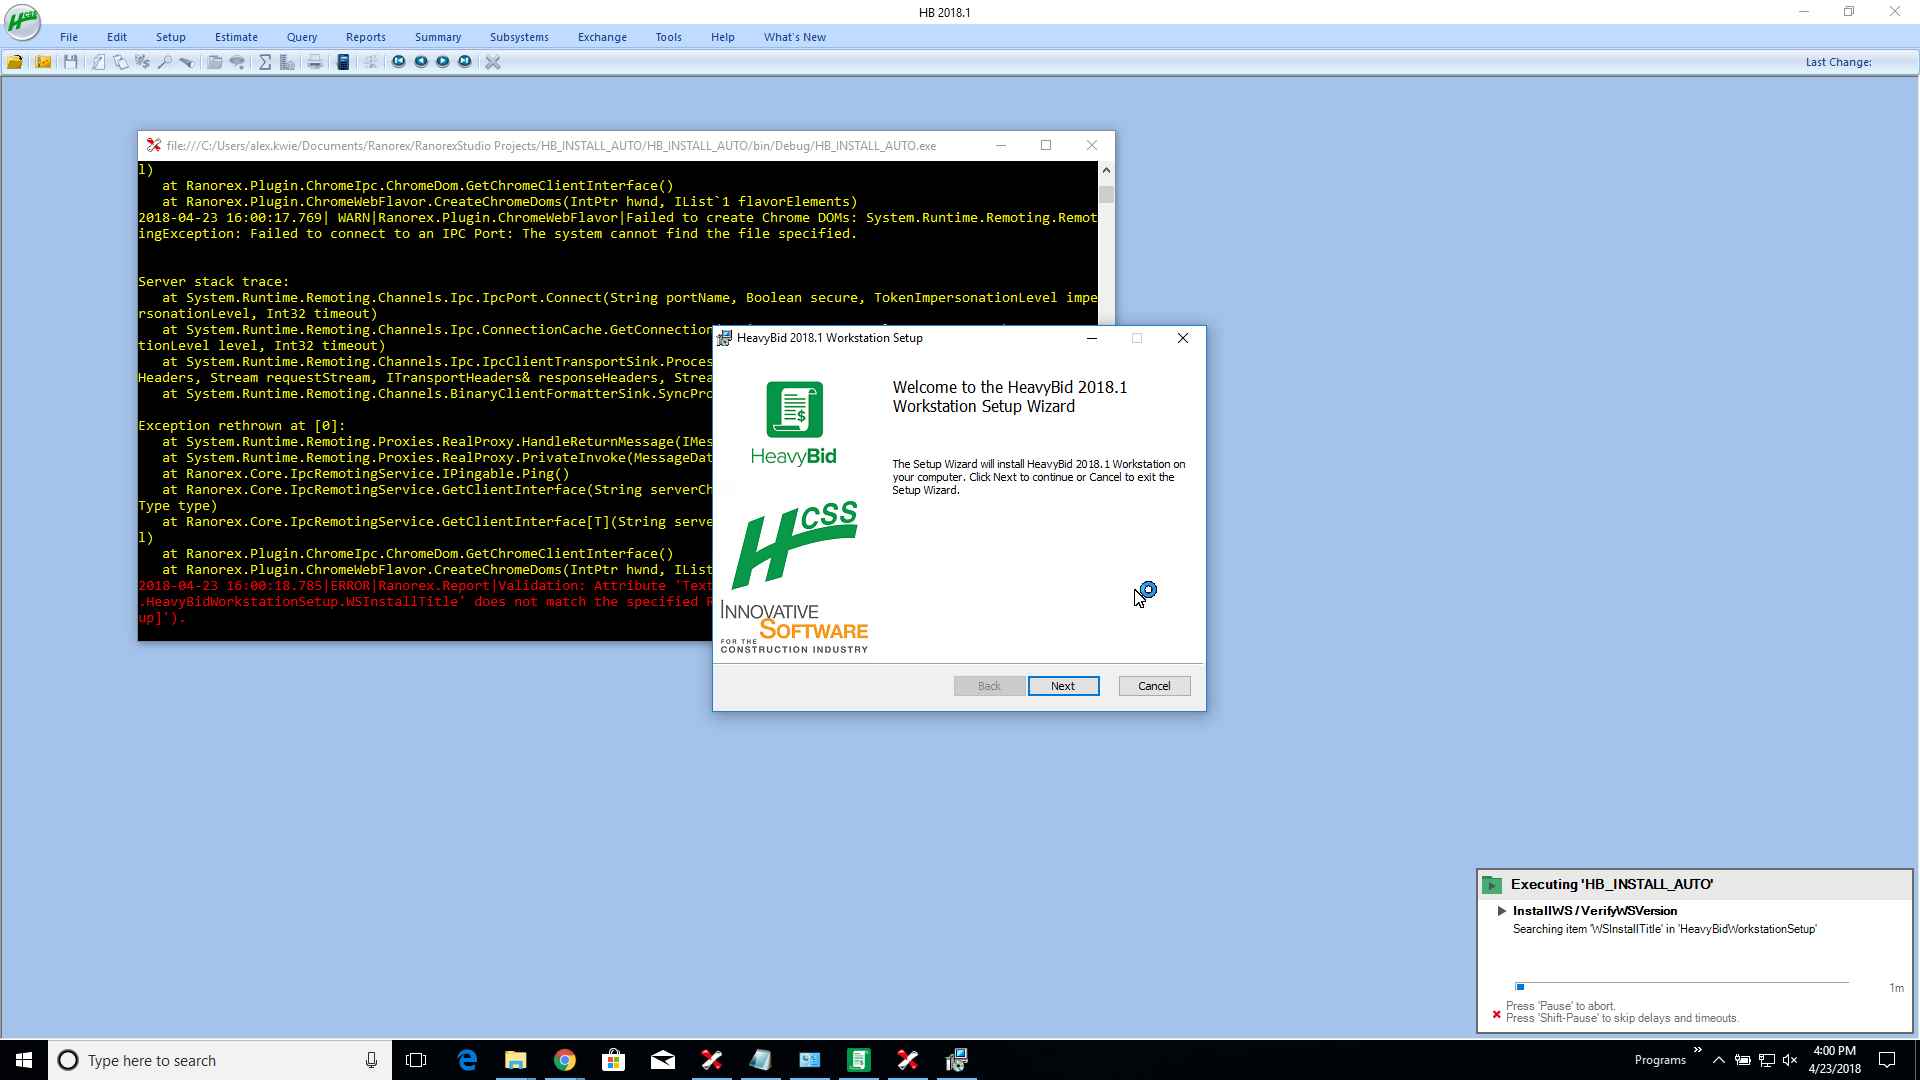 HB 2018.1
File Edit Setup Estimate Query Reports Summary Subsystems Exchange Tools Help What's New
Last Change:
file:///C:/Users/alex.kwie/Documents/Ranorex/RanorexStudio Projects/HB_INSTALL_AUTO/HB_INSTALL_AUTO/bin/Debug/HB_INSTALL_AUTO.exe
l)
at Ranorex.Plugin.ChromeIpc.ChromeDom.GetChromeClientInterface()
at Ranorex.Plugin.ChromeWebFlavor.CreateChromeDoms(IntPtr hwnd, IList`1 flavorElements)
2018-04-23 16:00:17.769| WARN|Ranorex.Plugin.ChromeWebFlavor|Failed to create Chrome DOMs: System.Runtime.Remoting.Remot
ingException: Failed to connect to an IPC Port: The system cannot find the file specified.
Server stack trace:
at System.Runtime.Remoting.Channels.Ipc.IpcPort.Connect(String portName, Boolean secure, TokenImpersonationLevel impe
rsonationLevel, Int32 timeout)
at System.Runtime.Remoting.Channels.Ipc.ConnectionCache.GetConnection
tionLevel level, Int32 timeout)
at System.Runtime.Remoting.Channels.Ipc.IpcClientTransportSink.Proces
Headers, Stream requestStream, ITransportHeaders& responseHeaders, Strea
at System.Runtime.Remoting.Channels.BinaryClientFormatterSink.SyncPro
Exception rethrown at [0]:
at System.Runtime.Remoting.Proxies.RealProxy.HandleReturnMessage(IMes
at System.Runtime.Remoting.Proxies.RealProxy.PrivateInvoke(MessageDat
at Ranorex.Core.IpcRemotingService.IPingable.Ping()
at Ranorex.Core.IpcRemotingService.GetClientInterface(String serverCh
Type type)
at Ranorex.Core.IpcRemotingService.GetClientInterface[T](String serve
l)
at Ranorex.Plugin.ChromeIpc.ChromeDom.GetChromeClientInterface()
at Ranorex.Plugin.ChromeWebFlavor.CreateChromeDoms(IntPtr hwnd, IList
2018-04-23 16:00:18.785|ERROR|Ranorex.Report|Validation: Attribute 'Text
.HeavyBidWorkstationSetup.WSInstallTitle' does not match the specified R
up]').
HeavyBid 2018.1 Workstation Setup
HeavyBid
HCSS
INNOVATIVE
SOFTWARE
FOR THE
CONSTRUCTION INDUSTRY
Welcome to the HeavyBid 2018.1
Workstation Setup Wizard
The Setup Wizard will install HeavyBid 2018.1 Workstation on
your computer. Click Next to continue or Cancel to exit the
Setup Wizard.
Back Next Cancel
Executing 'HB_INSTALL_AUTO'
InstallWS / VerifyWSVersion
Searching item 'WSInstallTitle' in 'HeavyBidWorkstationSetup'
1m
Press 'Pause' to abort.
Press 'Shift-Pause' to skip delays and timeouts.
Type here to search
Programs
4:00 PM
4/23/2018